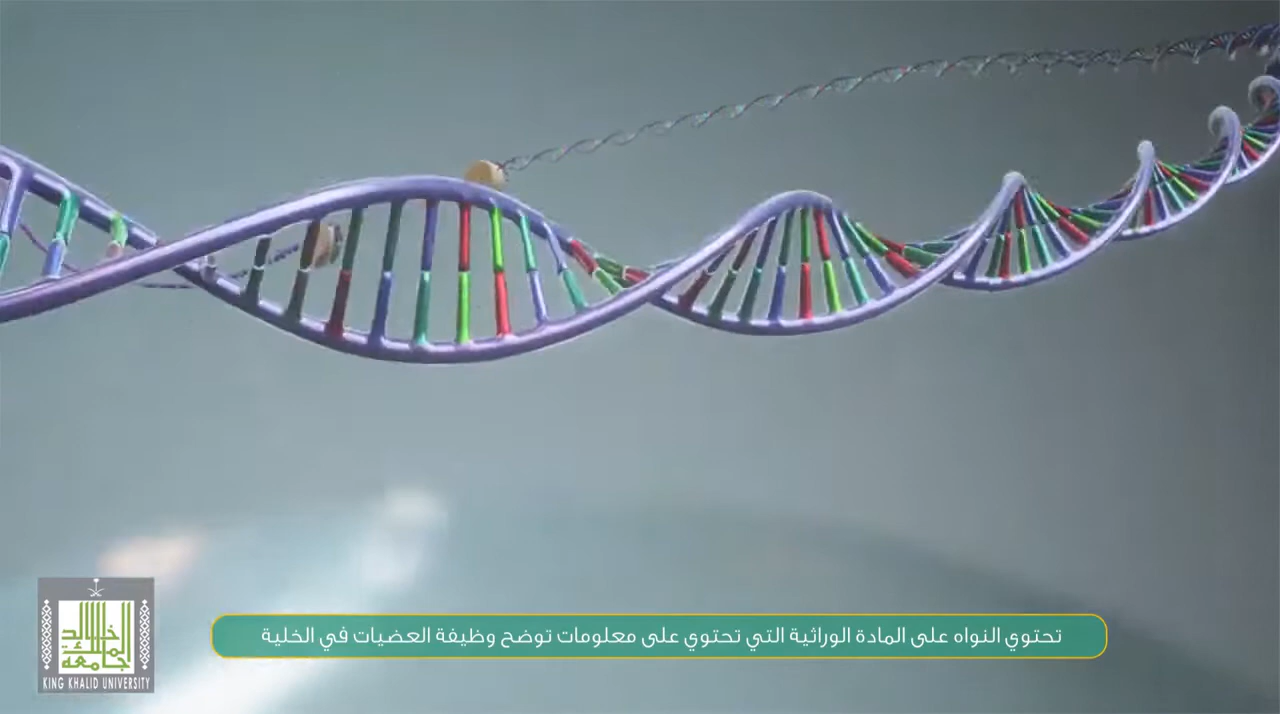 تحتوي النواه على المادة الوراثية التي تحتوي على معلومات توضح وظيفة العضيات في الخلية
جامعة الملك خالد
KING KHALID UNIVERSITY